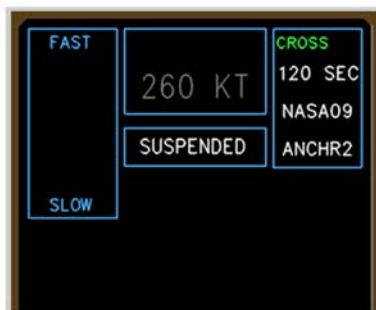 FAST
SLOW
260 KT
SUSPENDED
CROSS
120 SEC
NASA09
ANCHR2